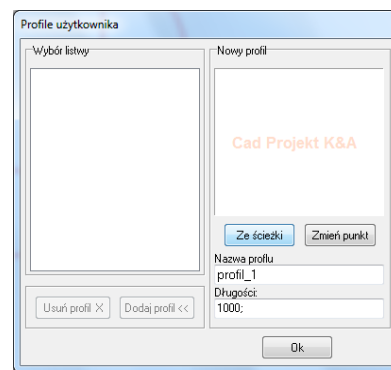 Profile użytkownika
Wybór listwy
Nowy profil
Cad Projekt K&A
Ze ścieżki
Zmień punkt
Nazwa proflu
profil_1
Usuń profil X
Dodaj profil <<
Długości:
1000;
Ok